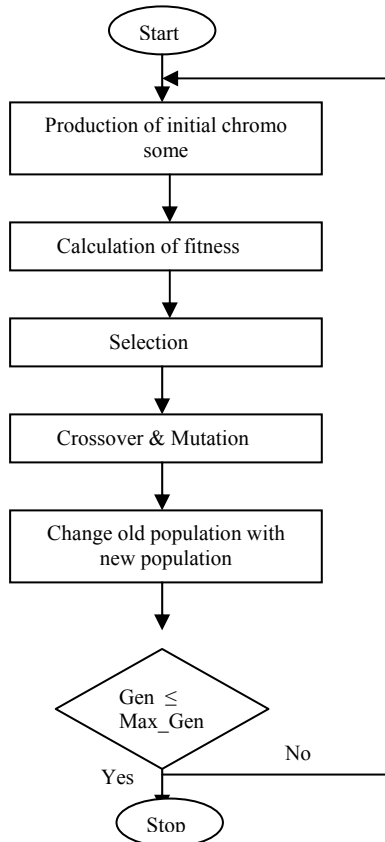 Start
Production of initial chromo
some
Calculation of fitness
Selection
Crossover & Mutation
Change old population with
new population
Gen ≤
Max_Gen
No
Yes
Stop